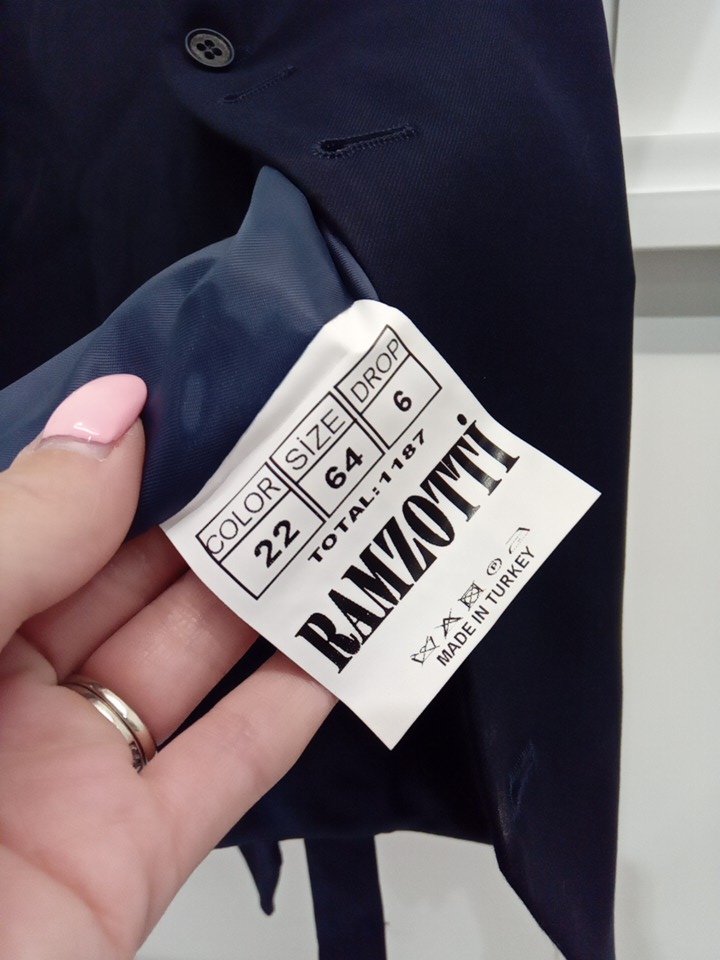 COLOR SİZE DROP
22 64 6
TOTAL:1187
RAMZOTTİ
MADE IN TURKEY